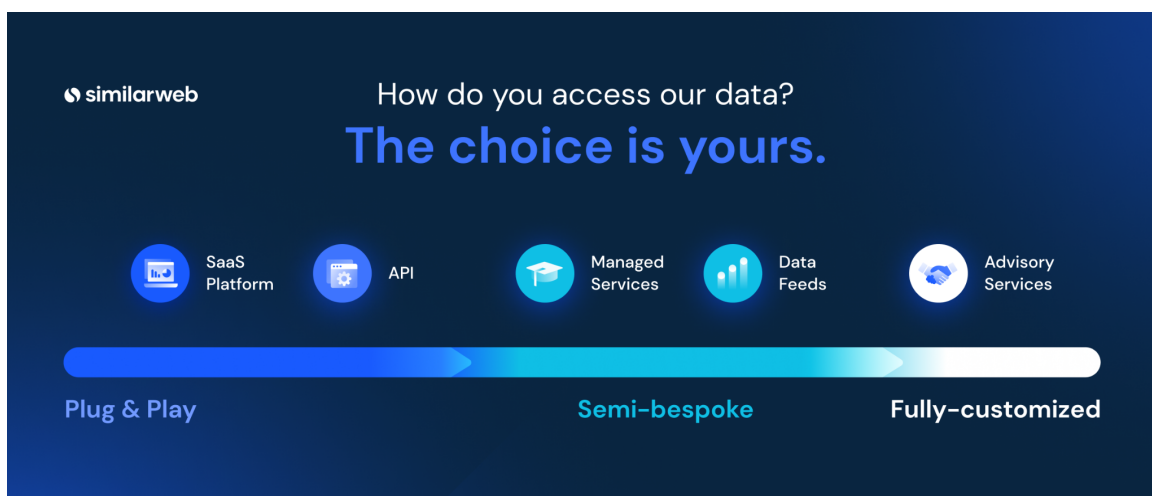 similarweb
How do you access our data?
The choice is yours.
SaaS
Platform
API
Managed
Services
Data
Feeds
Advisory
Services
Plug & Play
Semi-bespoke
Fully-customized